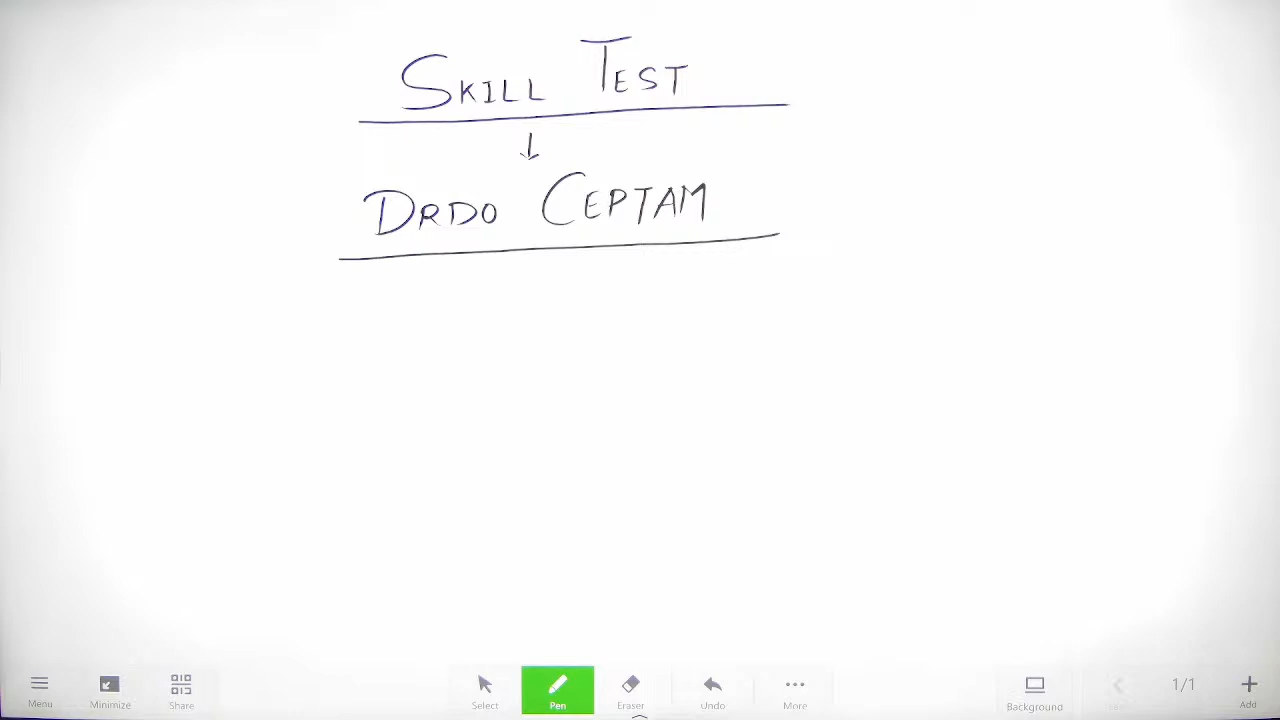 SKILL TEST
↓
DRDO CEPTAM
Menu
Minimize
Share
Select
Pen
Eraser
Undo
More
Background
1/1
Add